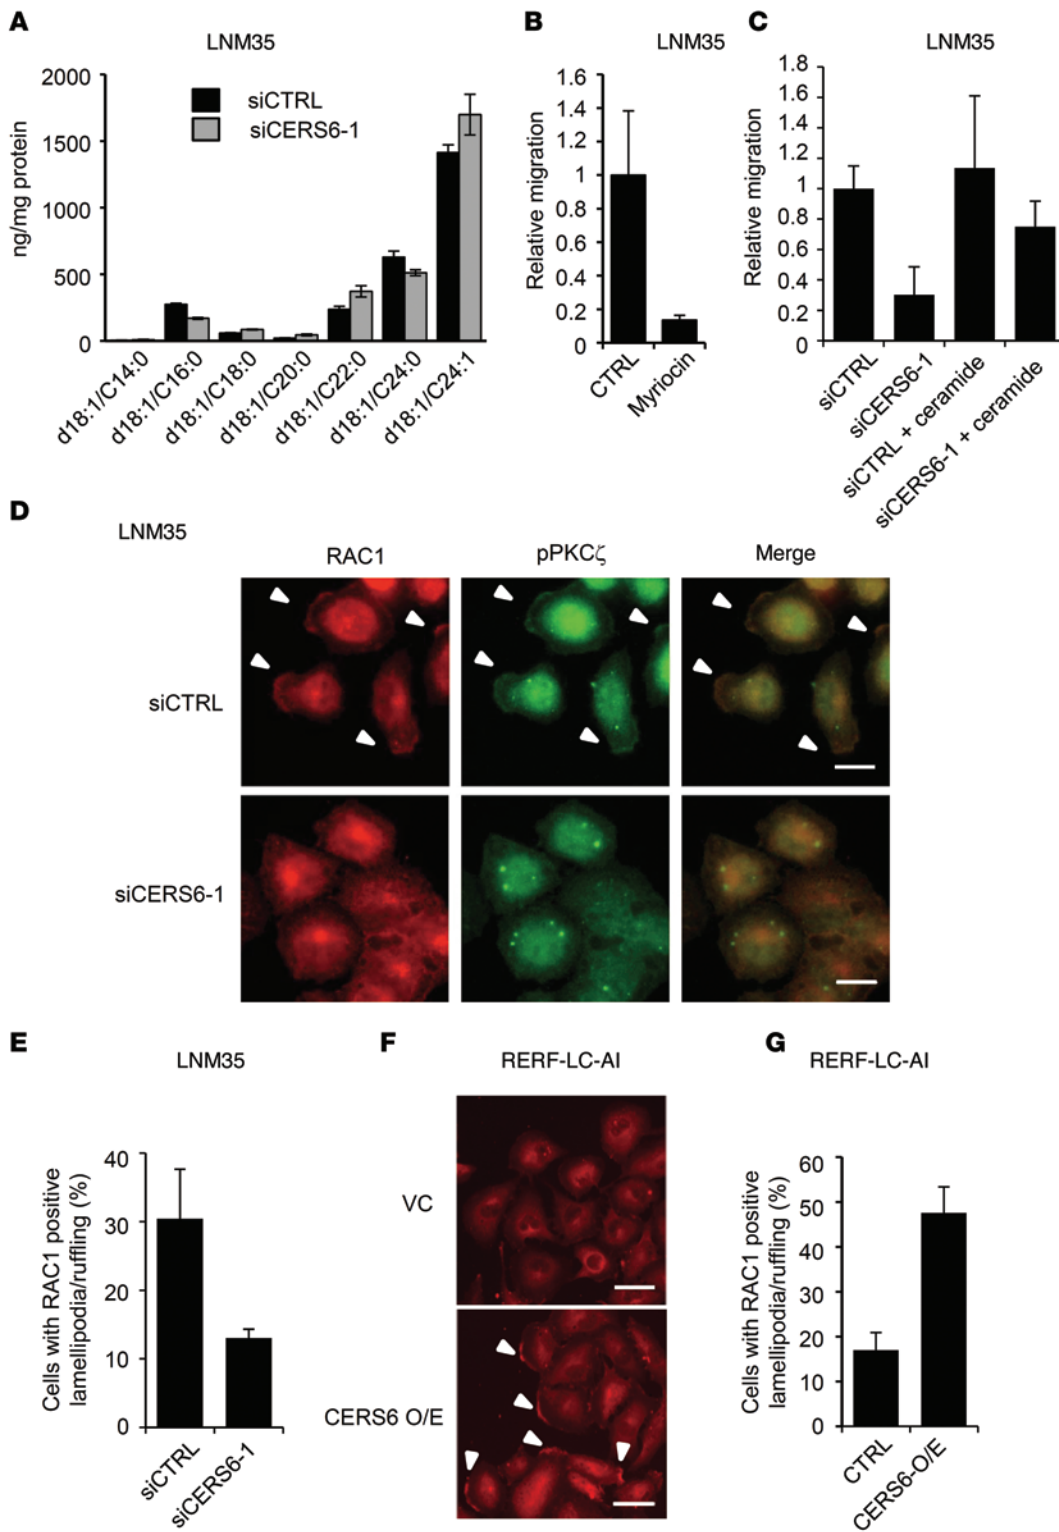 A
LNM35
ng/mg protein
2000
1500
1000
500
0
siCTRL
siCERS6-1
d18:1/C14:0
d18:1/C16:0
d18:1/C18:0
d18:1/C20:0
d18:1/C22:0
d18:1/C24:0
d18:1/C24:1
B
LNM35
Relative migration
1.6
1.4
1.2
1
0.8
0.6
0.4
0.2
0
CTRL
Myriocin
C
LNM35
Relative migration
1.8
1.6
1.4
1.2
1
0.8
0.6
0.4
0.2
0
siCTRL
siCERS6-1
siCTRL + ceramide
siCERS6-1 + ceramide
D
LNM35
RAC1
pPKCζ
Merge
siCTRL
siCERS6-1
E
LNM35
Cells with RAC1 positive
lamellipodia/ruffling (%)
40
30
20
10
0
siCTRL
siCERS6-1
F
RERF-LC-AI
VC
CERS6 O/E
G
RERF-LC-AI
Cells with RAC1 positive
lamellipodia/ruffling (%)
60
50
40
30
20
10
0
CTRL
CERS6-O/E